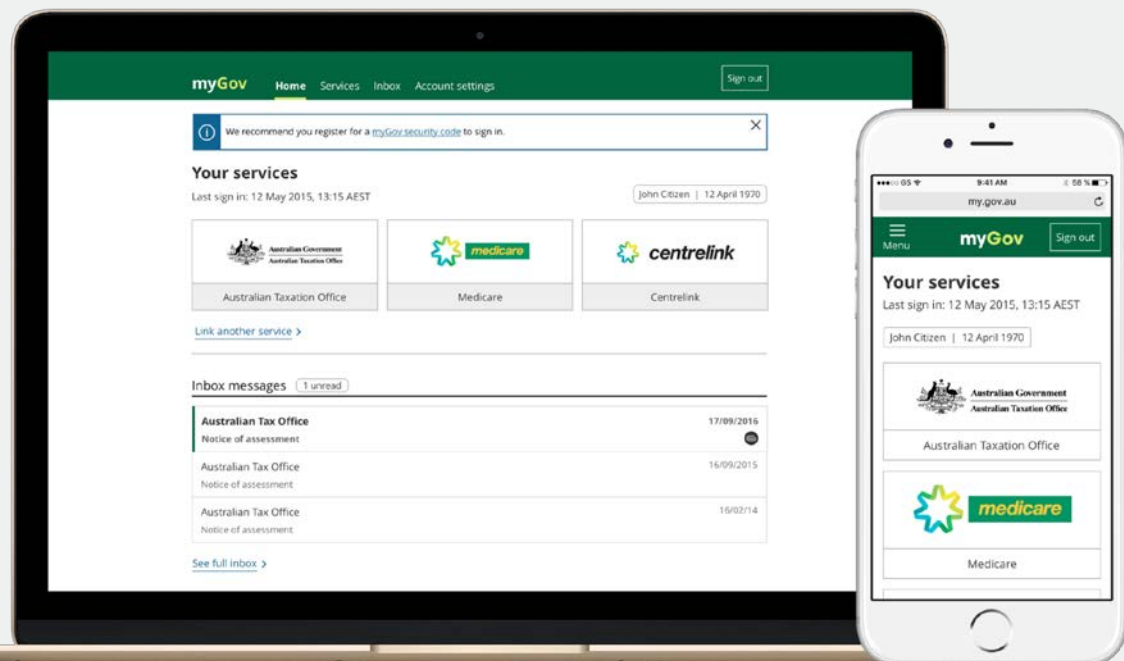 myGov Home Services Inbox Account settings Sign out
We recommend you register for a myGov security code to sign in.
Your services
Last sign in: 12 May 2015, 13:15 AEST
John Citizen | 12 April 1970
Australian Government
Australian Taxation Office
medicare
centrelink
Australian Taxation Office
Medicare
Centrelink
Link another service >
Inbox messages 1 unread
Australian Tax Office 17/09/2016
Notice of assessment
Australian Tax Office 16/09/2015
Notice of assessment
Australian Tax Office 16/02/14
Notice of assessment
See full inbox >
GS 9:41 AM 58 %
my.gov.au
Menu myGov Sign out
Your services
Last sign in: 12 May 2015, 13:15 AEST
John Citizen | 12 April 1970
Australian Government
Australian Taxation Office
Australian Taxation Office
medicare
Medicare